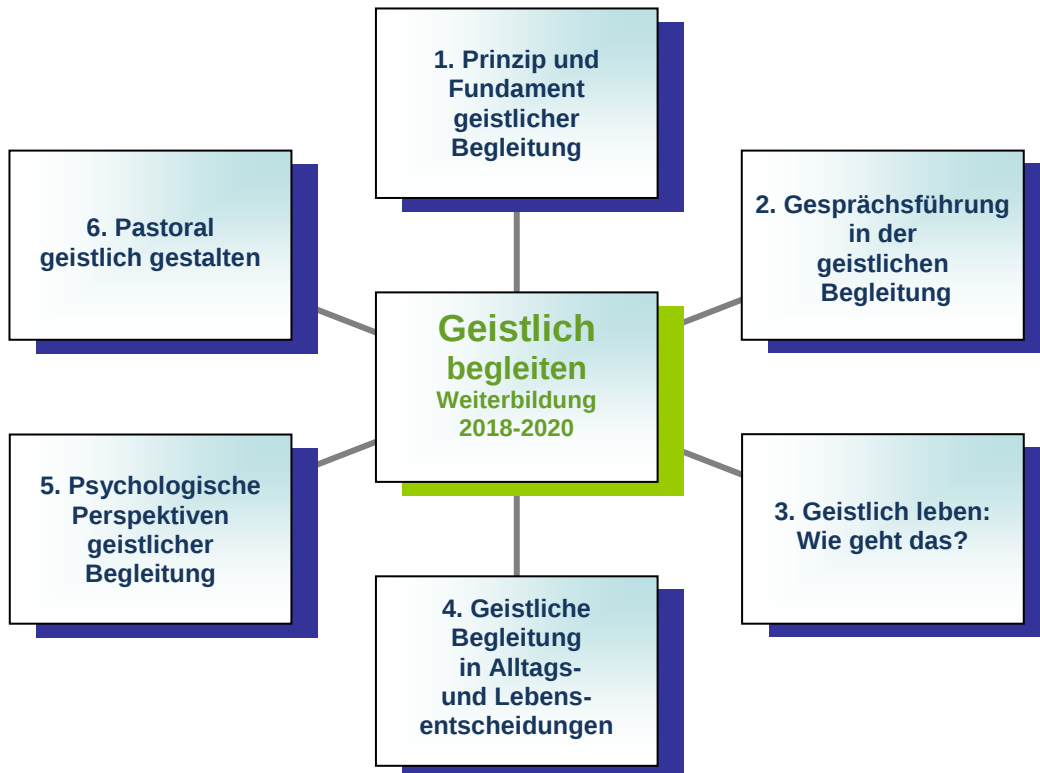 1. Prinzip und
Fundament
geistlicher
Begleitung
2. Gesprächsführung
in der
geistlichen
Begleitung
3. Geistlich leben:
Wie geht das?
4. Geistliche
Begleitung
in Alltags-
und Lebens-
entscheidungen
5. Psychologische
Perspektiven
geistlicher
Begleitung
6. Pastoral
geistlich gestalten
Geistlich
begleiten
Weiterbildung
2018-2020